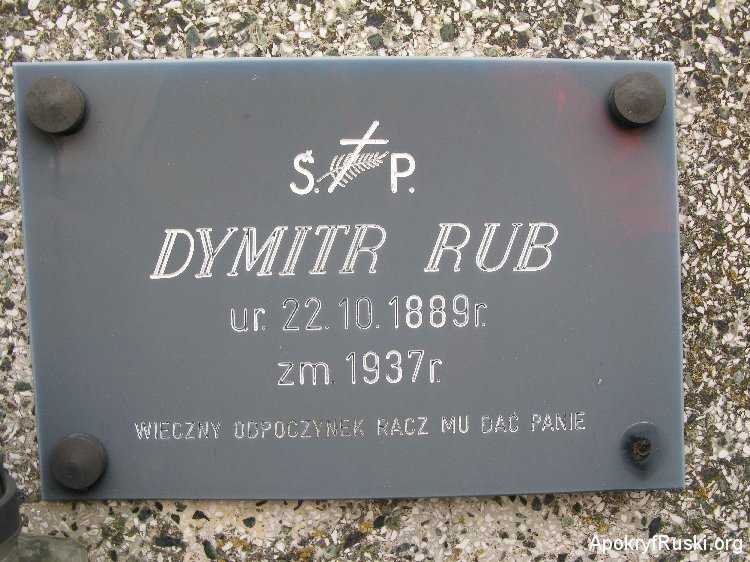 Ś. P.
DYMITR RUB
ur. 22.10.1889r.
zm. 1937r.
WIECZNY ODPOCZYNEK RACZ MU DAĆ PANIE
ApokryfRuski.org